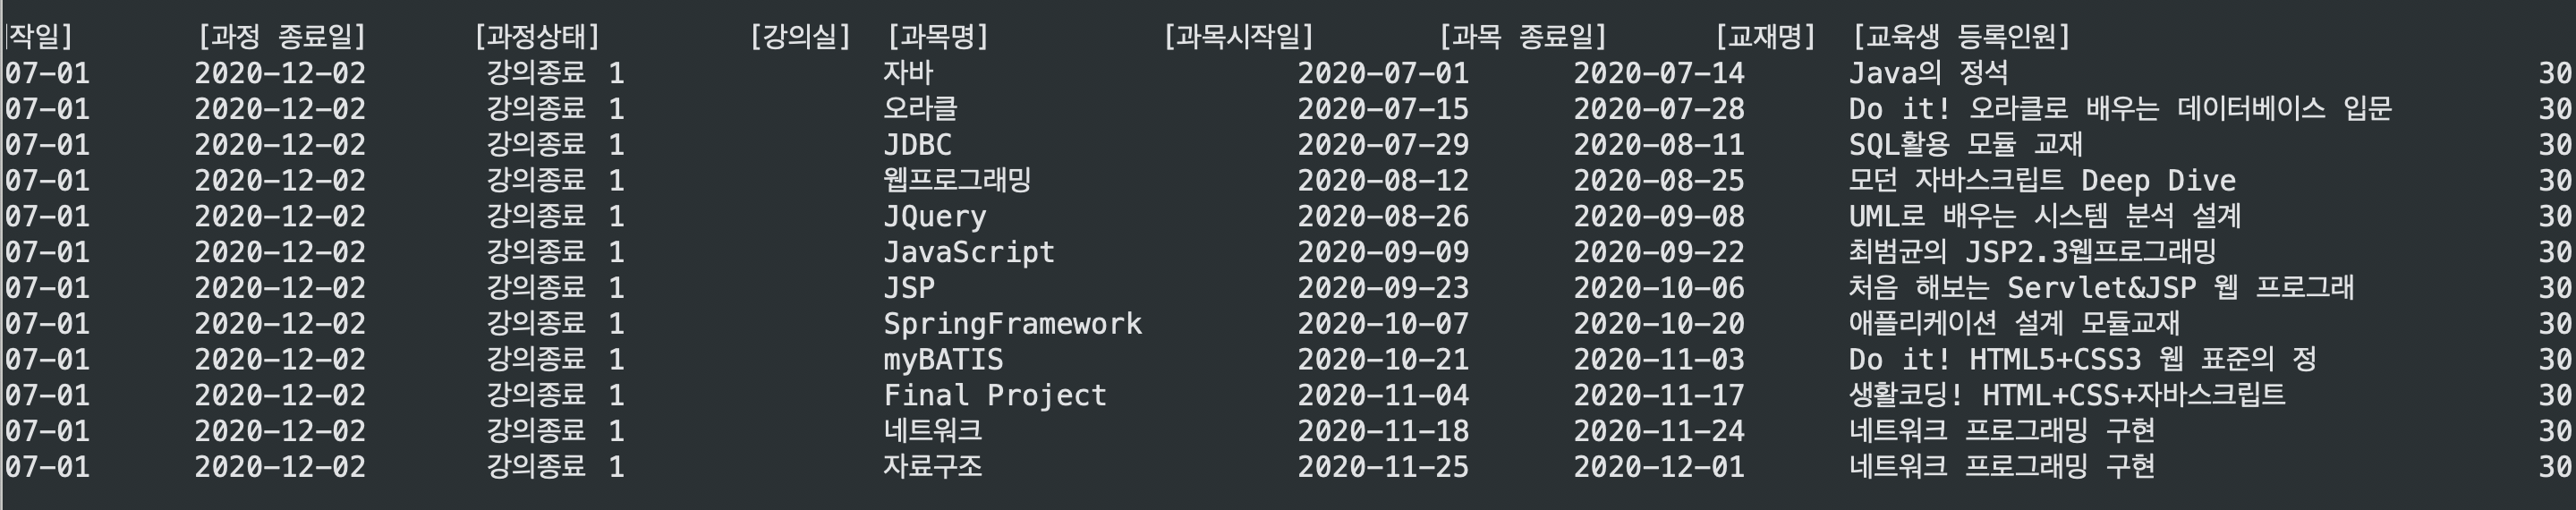 작일] [과정 종료일] [과정상태] [강의실] [과목명] [과목시작일] [과목 종료일] [교재명] [교육생 등록인원]
07-01 2020-12-02 강의종료 1 자바 2020-07-01 2020-07-14 Java의 정석 30
07-01 2020-12-02 강의종료 1 오라클 2020-07-15 2020-07-28 Do it! 오라클로 배우는 데이터베이스 입문 30
07-01 2020-12-02 강의종료 1 JDBC 2020-07-29 2020-08-11 SQL활용 모듈 교재 30
07-01 2020-12-02 강의종료 1 웹프로그래밍 2020-08-12 2020-08-25 모던 자바스크립트 Deep Dive 30
07-01 2020-12-02 강의종료 1 JQuery 2020-08-26 2020-09-08 UML로 배우는 시스템 분석 설계 30
07-01 2020-12-02 강의종료 1 JavaScript 2020-09-09 2020-09-22 최범균의 JSP2.3웹프로그래밍 30
07-01 2020-12-02 강의종료 1 JSP 2020-09-23 2020-10-06 처음 해보는 Servlet&JSP 웹 프로그래 30
07-01 2020-12-02 강의종료 1 SpringFramework 2020-10-07 2020-10-20 애플리케이션 설계 모듈교재 30
07-01 2020-12-02 강의종료 1 myBATIS 2020-10-21 2020-11-03 Do it! HTML5+CSS3 웹 표준의 정 30
07-01 2020-12-02 강의종료 1 Final Project 2020-11-04 2020-11-17 생활코딩! HTML+CSS+자바스크립트 30
07-01 2020-12-02 강의종료 1 네트워크 2020-11-18 2020-11-24 네트워크 프로그래밍 구현 30
07-01 2020-12-02 강의종료 1 자료구조 2020-11-25 2020-12-01 네트워크 프로그래밍 구현 30